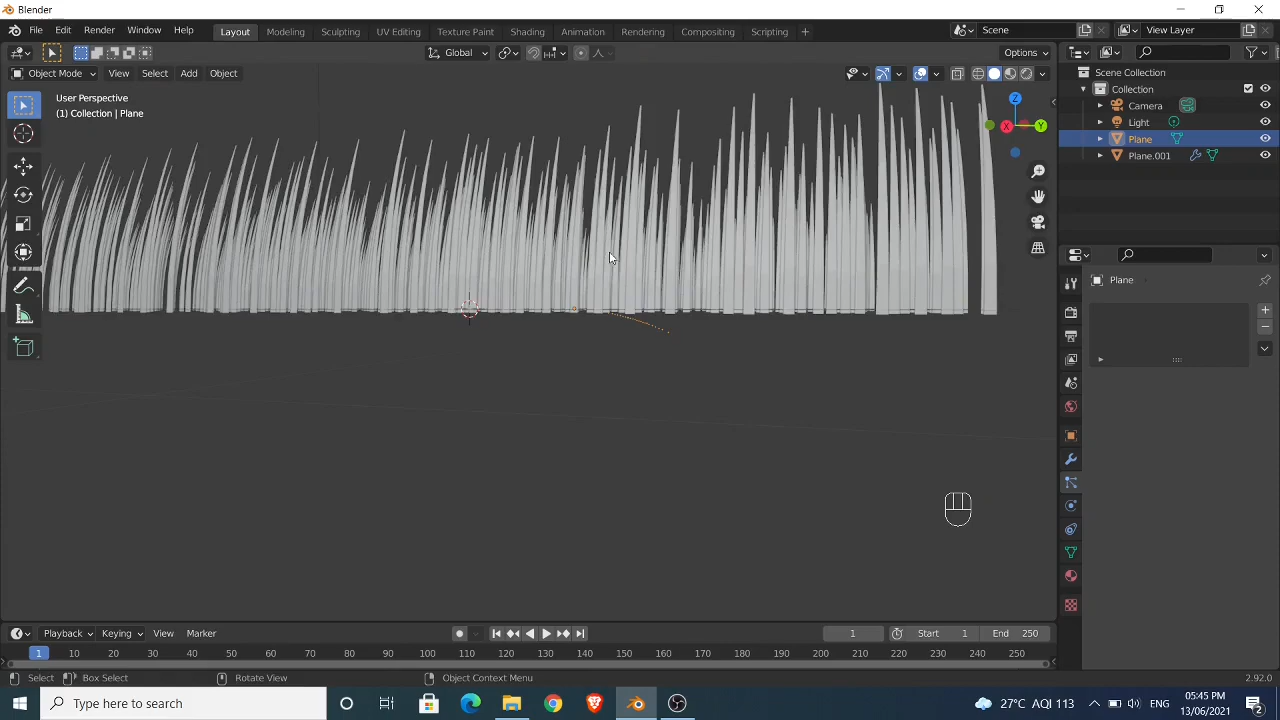 Blender
File Edit Render Window Help
Layout Modeling Sculpting UV Editing Texture Paint Shading Animation Rendering Compositing Scripting +
Scene
View Layer
Global
Options
Object Mode View Select Add Object
User Perspective
(1) Collection | Plane
Z
X
Y
Scene Collection
Collection
Camera
Light
Plane
Plane.001
Plane
Playback Keying View Marker
1
Start 1
End 250
1 10 20 30 40 50 60 70 80 90 100 110 120 130 140 150 160 170 180 190 200 210 220 230 240 250
Select Box Select Rotate View Object Context Menu
2.92.0
Type here to search
27°C AQI 113
ENG
05:45 PM
13/06/2021
2